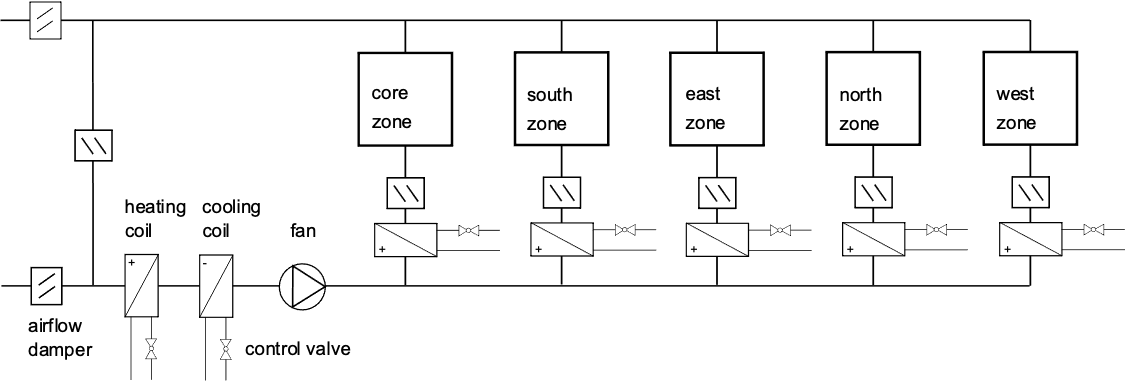 core
zone
south
zone
east
zone
north
zone
west
zone
heating
coil
cooling
coil
fan
+
-
+
+
+
+
+
airflow
damper
control valve